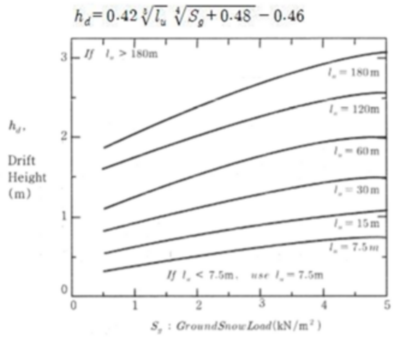 h_d=0.42 ∛l_u ∜S_g+0.48 − 0.46
If l_u > 180m
3
l_u = 180m
l_u = 120m
h_d,
2
Drift
Height
(m)
l_u = 60m
l_u = 30m
1
l_u = 15m
l_u = 7.5m
If l_u < 7.5m, use l_u = 7.5m
0
0 1 2 3 4 5
S_g : Ground Snow Load (kN/m²)